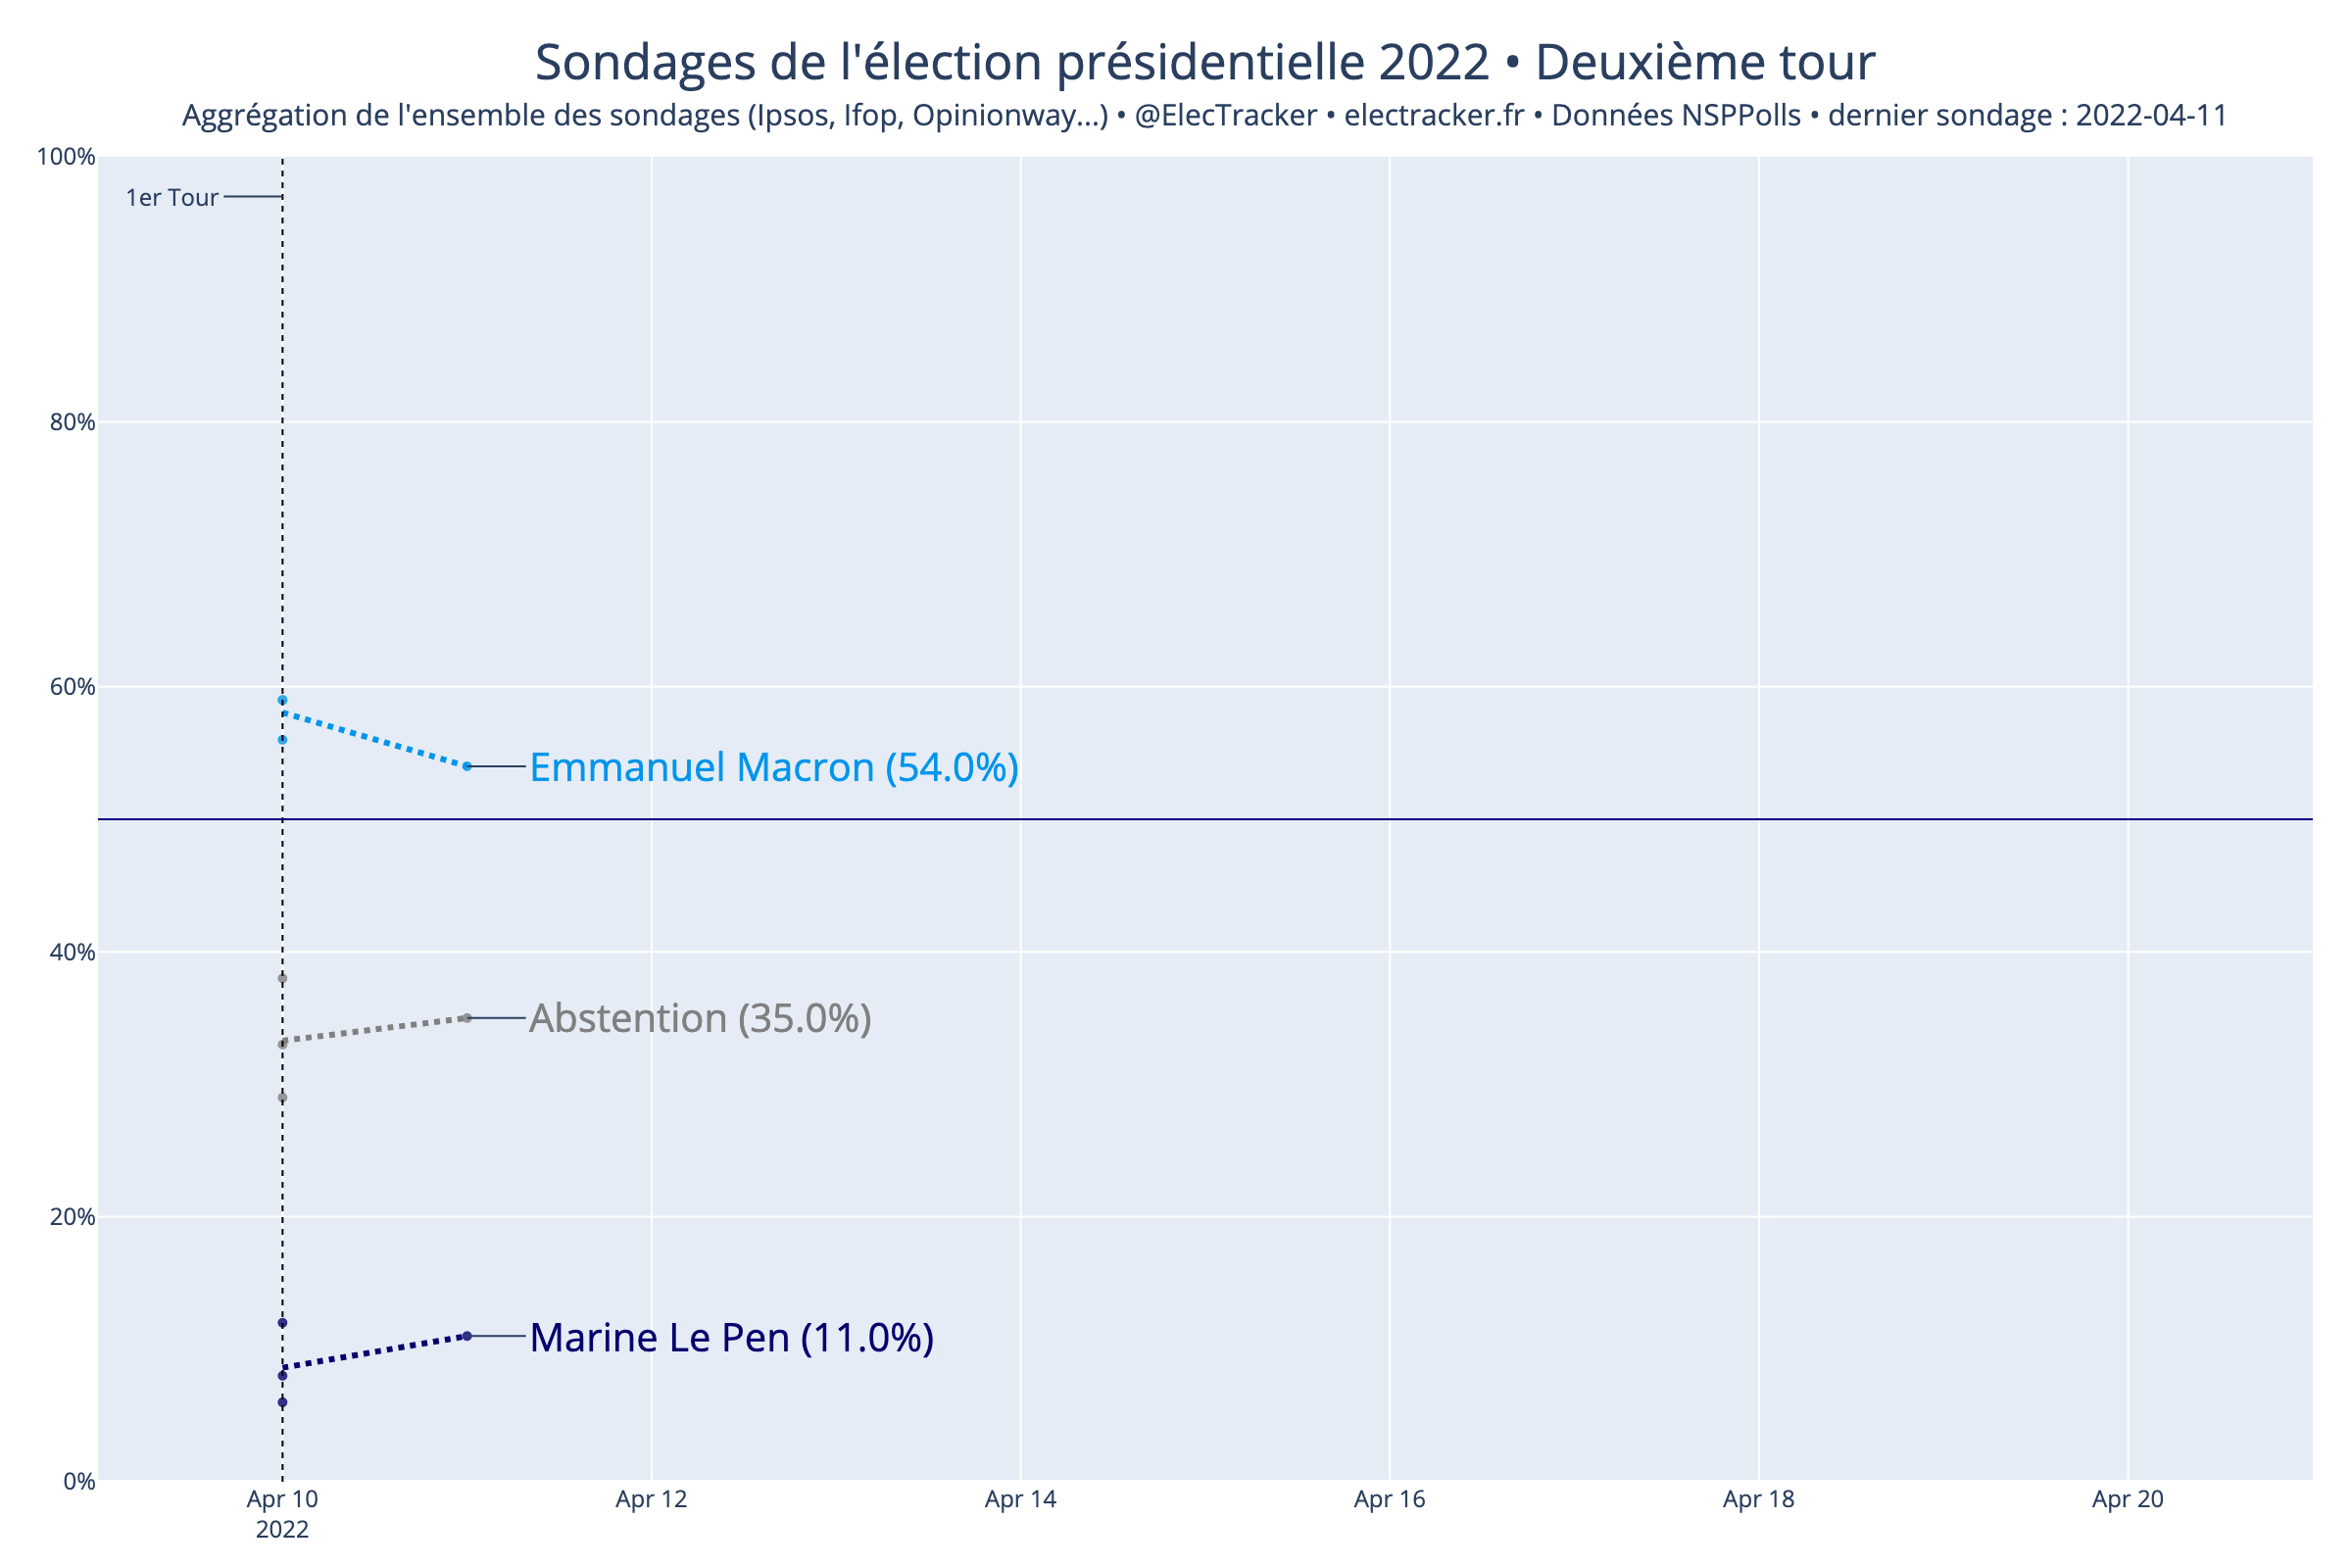 Sondages de l'élection présidentielle 2022 • Deuxième tour
Aggrégation de l'ensemble des sondages (Ipsos, Ifop, Opinionway...) • @ElecTracker • electracker.fr • Données NSPPolls • dernier sondage : 2022-04-11
100%
1er Tour
80%
60%
Emmanuel Macron (54.0%)
40%
Abstention (35.0%)
20%
Marine Le Pen (11.0%)
0%
Apr 10 Apr 12 Apr 14 Apr 16 Apr 18 Apr 20
2022